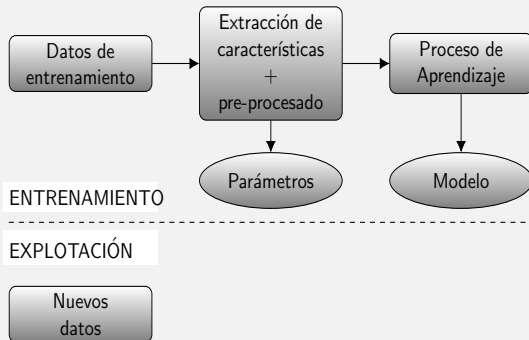 Datos de
entrenamiento
Extracción de
características
+
pre-procesado
Proceso de
Aprendizaje
Parámetros
Modelo
ENTRENAMIENTO
EXPLOTACIÓN
Nuevos
datos